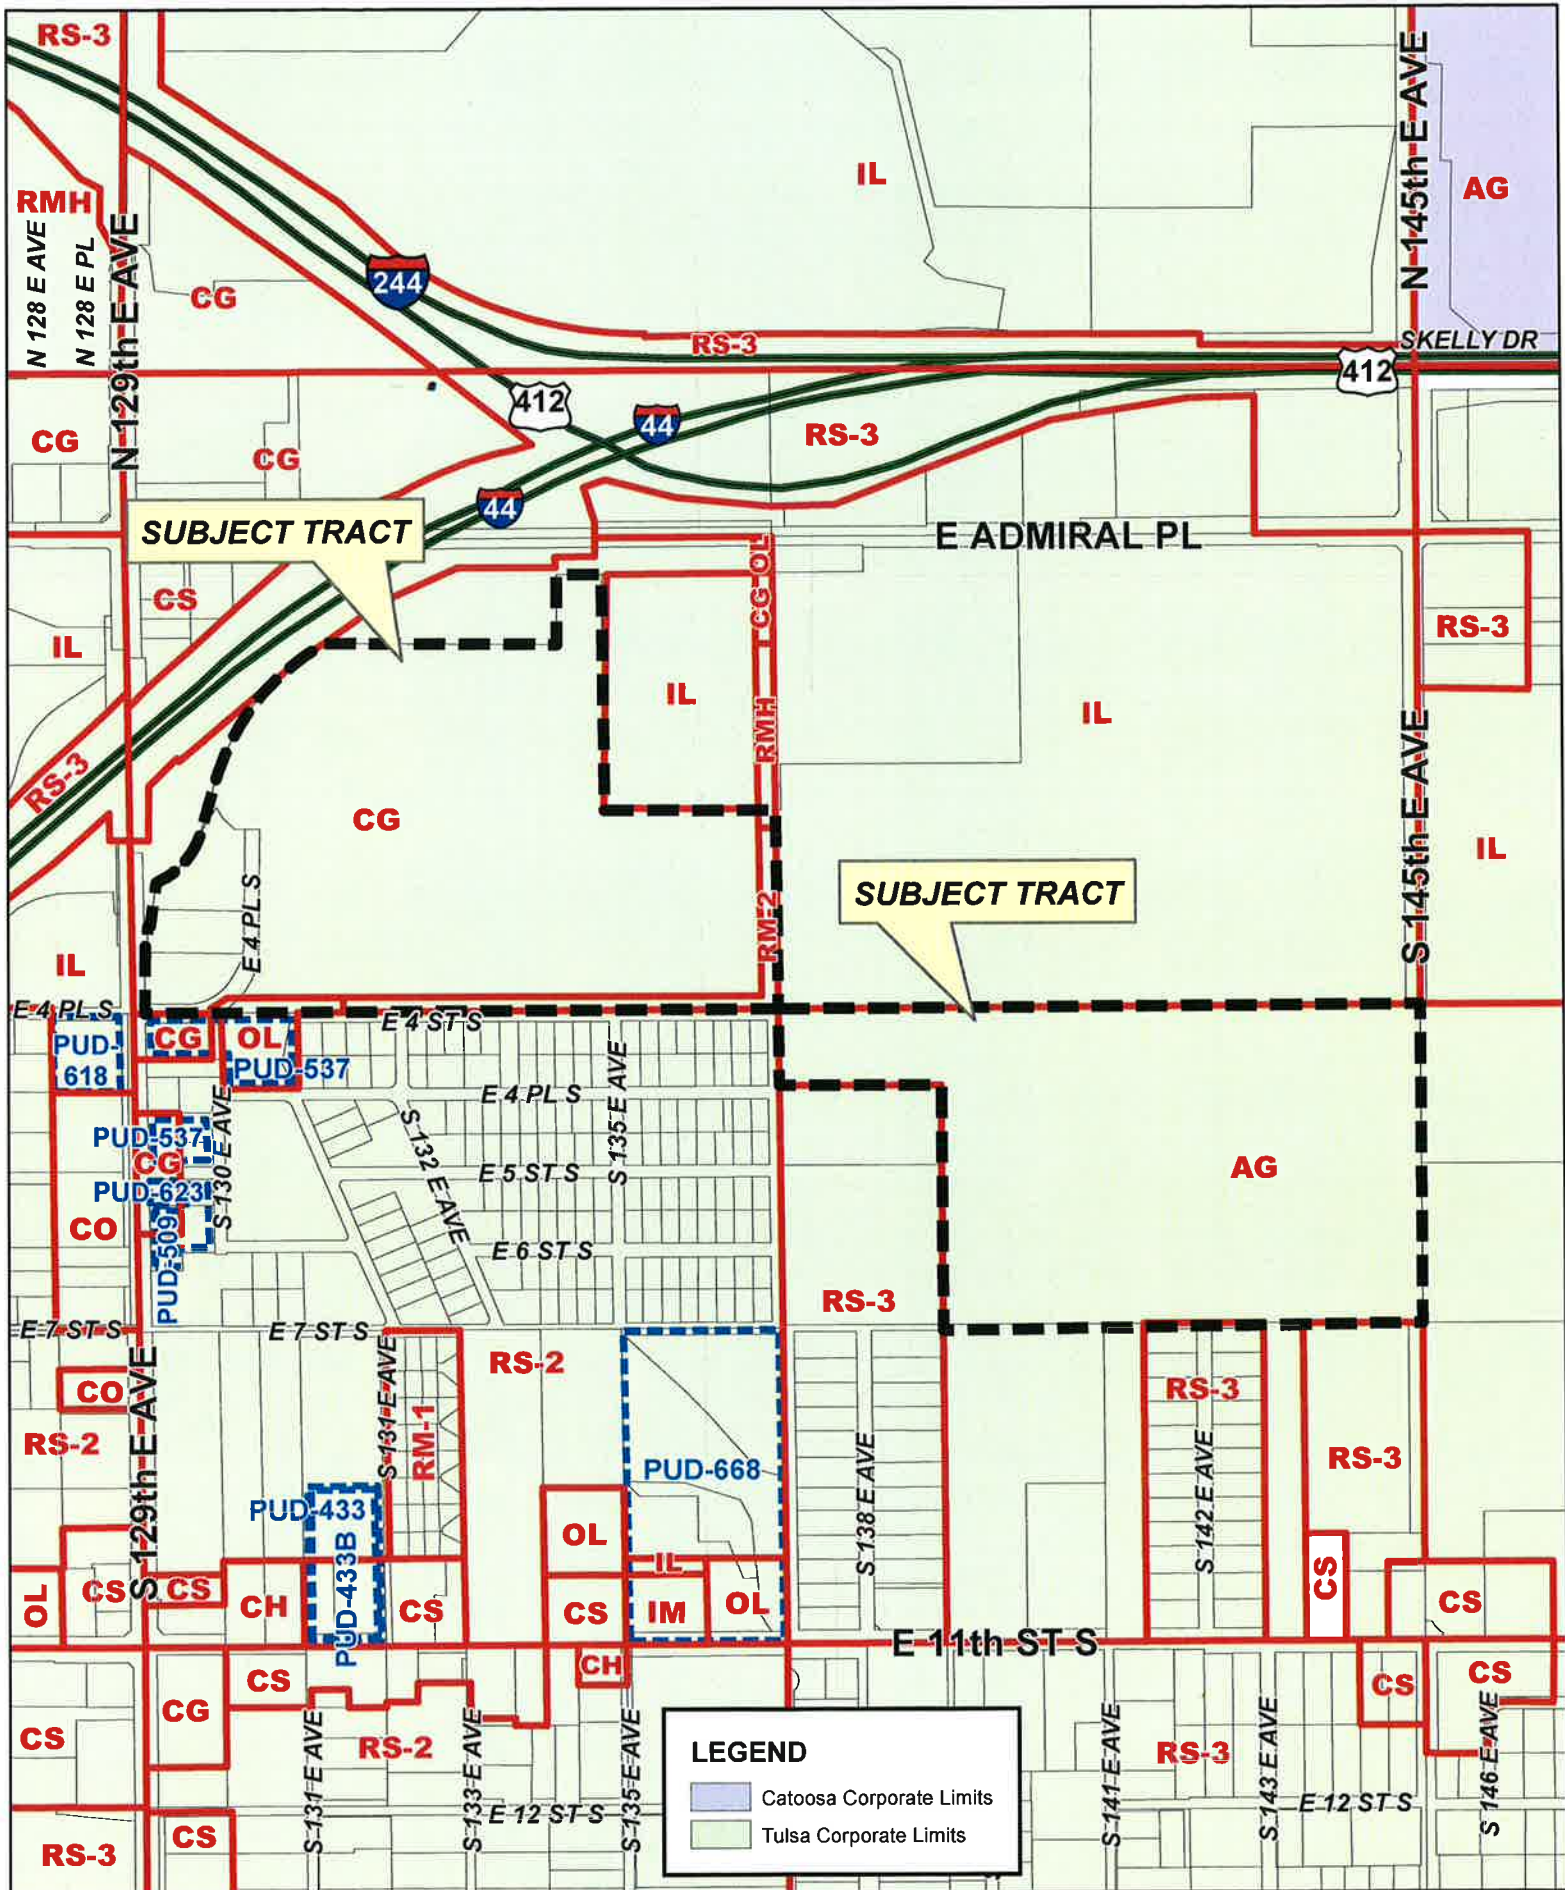 RS-3
N 145th E AVE
IL
RMH
AG
N 128 E AVE
N 128 E PL
N 129th E AVE
244
CG
RS-3
SKELLY DR
412
412
44
CG
CG
RS-3
44
SUBJECT TRACT
E ADMIRAL PL
OL
CS
CG
IL
RS-3
IL
RMH
IL
S 145th E AVE
RS-3
CG
IL
SUBJECT TRACT
E 4 PL S
RM-2
IL
E 4 PL S
CG
OL
E 4 ST S
PUD-
618
PUD-537
E 4 PL S
S 135 E AVE
S 130 E AVE
S 132 E AVE
PUD-537
CG
E 5 ST S
AG
PUD-623
CO
PUD-509
E 6 ST S
RS-3
E 7 ST S
E 7 ST S
RS-2
CO
S 131 E AVE
RM-1
RS-3
S 129th E AVE
RS-2
PUD-668
S 138 E AVE
S 142 E AVE
RS-3
PUD-433
PUD-433B
OL
IL
CS
OL
CS
CS
CH
CS
CS
IM
OL
CS
E 11th ST S
CH
CS
CS
CS
CG
CS
RS-2
RS-3
S 131 E AVE
S 133 E AVE
S 135 E AVE
S 141 E AVE
S 143 E AVE
S 146 E AVE
E 12 ST S
E 12 ST S
CS
RS-3
LEGEND
Catoosa Corporate Limits
Tulsa Corporate Limits